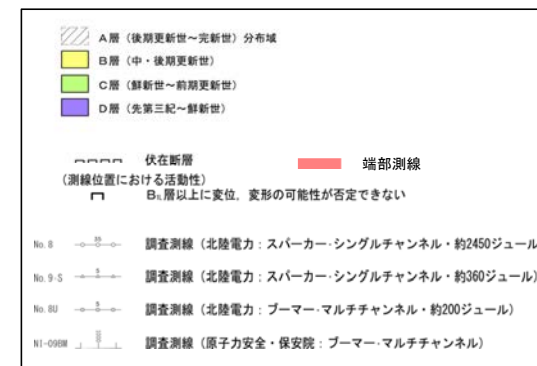 A層（後期更新世～完新世）分布域
B層（中・後期更新世）
C層（鮮新世～前期更新世）
D層（先第三紀～鮮新世）
伏在断層 端部測線
（測線位置における活動性）
B1層以上に変位，変形の可能性が否定できない
No.8 調査測線（北陸電力：スパーカー・シングルチャンネル・約2450ジュール）
No.9-S 調査測線（北陸電力：スパーカー・シングルチャンネル・約360ジュール）
No.8U 調査測線（北陸電力：ブーマー・マルチチャンネル・約200ジュール）
NI-09BM 調査測線（原子力安全・保安院：ブーマー・マルチチャンネル）